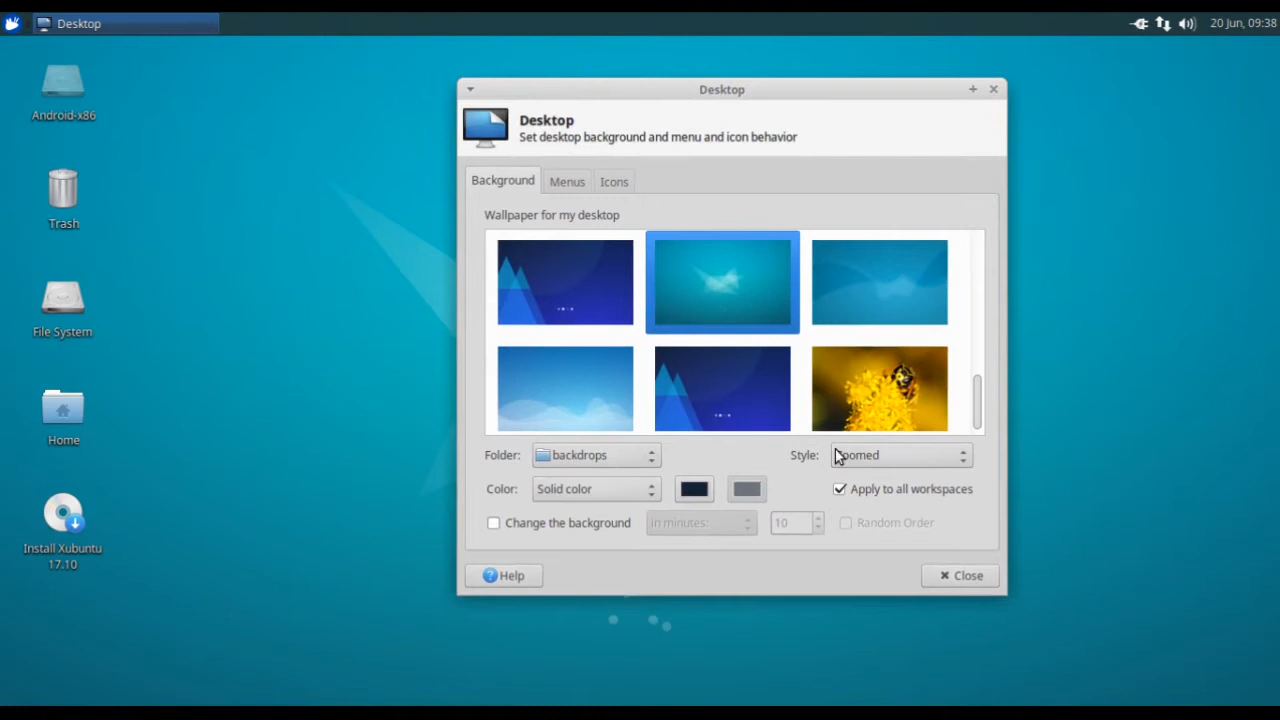 Desktop
20 Jun, 09:38
Android-x86
Trash
File System
Home
Install Xubuntu
17.10
Desktop
Desktop
Set desktop background and menu and icon behavior
Background
Menus
Icons
Wallpaper for my desktop
Folder:
backdrops
Style:
Color:
Solid color
Apply to all workspaces
Change the background
in minutes:
10
Random Order
Help
Close